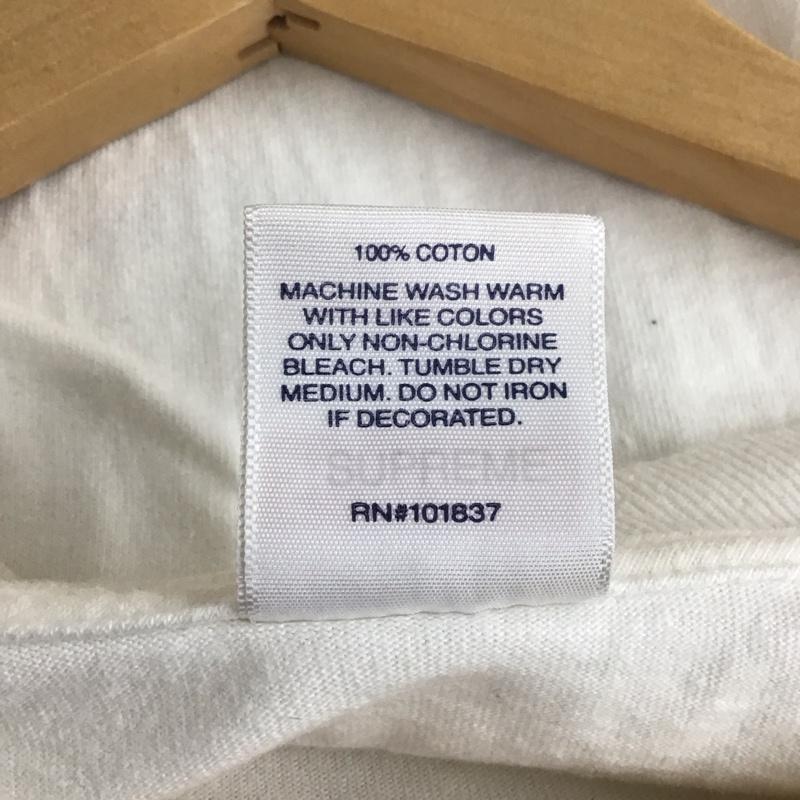 100% COTON
MACHINE WASH WARM
WITH LIKE COLORS
ONLY NON-CHLORINE
BLEACH. TUMBLE DRY
MEDIUM. DO NOT IRON
IF DECORATED.
SUPREME
RN#101837